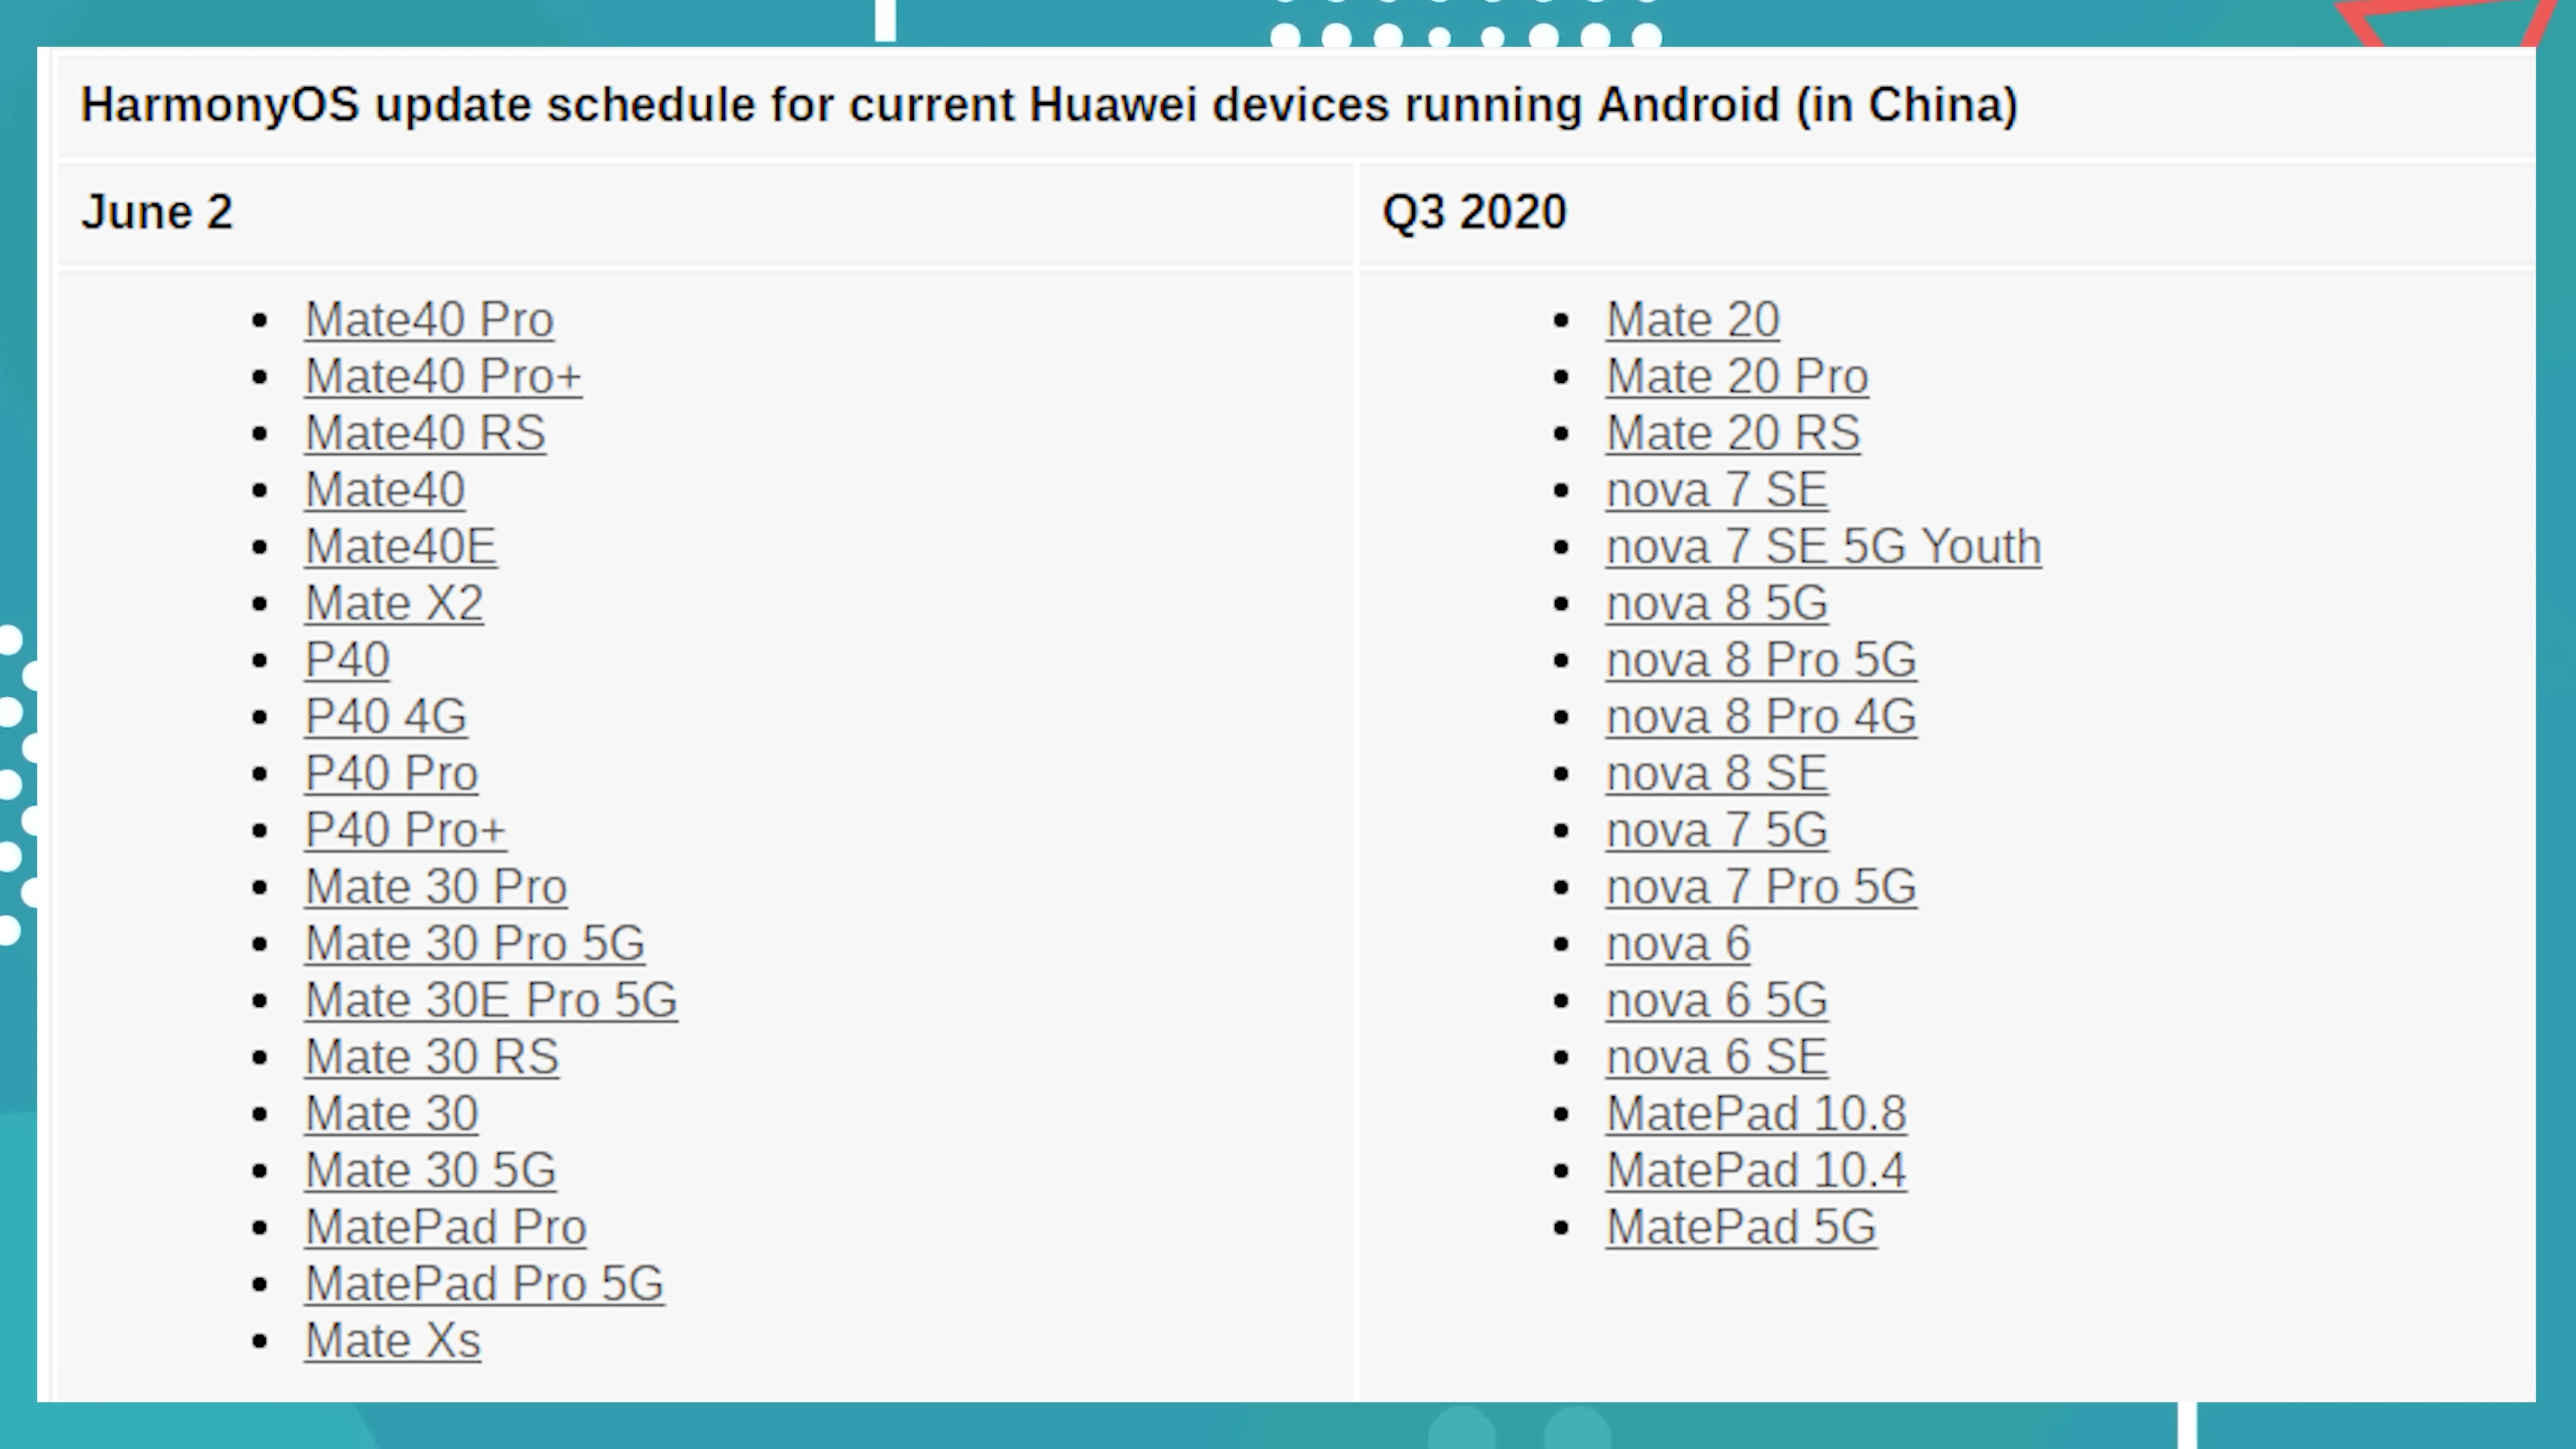 HarmonyOS update schedule for current Huawei devices running Android (in China)
June 2
Mate40 Pro
Mate40 Pro+
Mate40 RS
Mate40
Mate40E
Mate X2
P40
P40 4G
P40 Pro
P40 Pro+
Mate 30 Pro
Mate 30 Pro 5G
Mate 30E Pro 5G
Mate 30 RS
Mate 30
Mate 30 5G
MatePad Pro
MatePad Pro 5G
Mate Xs
Q3 2020
Mate 20
Mate 20 Pro
Mate 20 RS
nova 7 SE
nova 7 SE 5G Youth
nova 8 5G
nova 8 Pro 5G
nova 8 Pro 4G
nova 8 SE
nova 7 5G
nova 7 Pro 5G
nova 6
nova 6 5G
nova 6 SE
MatePad 10.8
MatePad 10.4
MatePad 5G